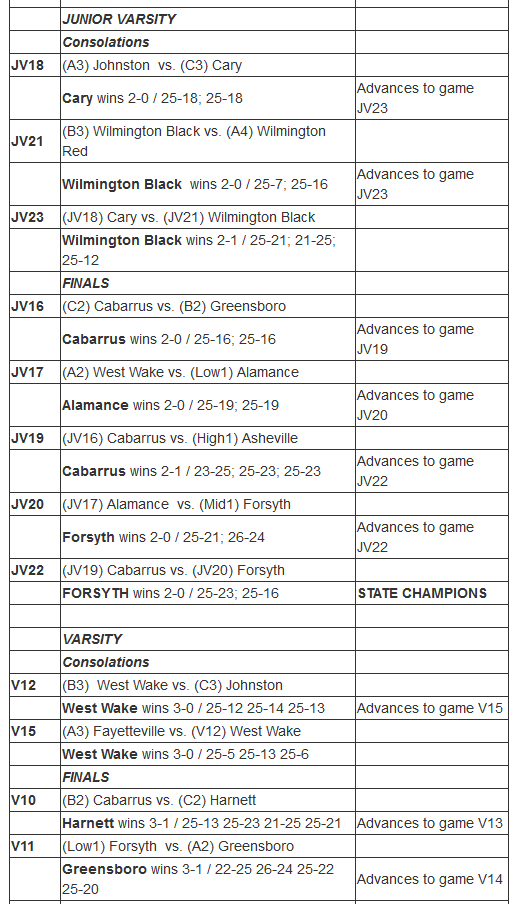 JUNIOR VARSITY
Consolations
JV18 (A3) Johnston vs. (C3) Cary
Cary wins 2-0 / 25-18; 25-18 Advances to game
JV23
JV21 (B3) Wilmington Black vs. (A4) Wilmington
Red
Wilmington Black wins 2-0 / 25-7; 25-16 Advances to game
JV23
JV23 (JV18) Cary vs. (JV21) Wilmington Black
Wilmington Black wins 2-1 / 25-21; 21-25;
25-12
FINALS
JV16 (C2) Cabarrus vs. (B2) Greensboro
Cabarrus wins 2-0 / 25-16; 25-16 Advances to game
JV19
JV17 (A2) West Wake vs. (Low1) Alamance
Alamance wins 2-0 / 25-19; 25-19 Advances to game
JV20
JV19 (JV16) Cabarrus vs. (High1) Asheville
Cabarrus wins 2-1 / 23-25; 25-23; 25-23 Advances to game
JV22
JV20 (JV17) Alamance vs. (Mid1) Forsyth
Forsyth wins 2-0 / 25-21; 26-24 Advances to game
JV22
JV22 (JV19) Cabarrus vs. (JV20) Forsyth
FORSYTH wins 2-0 / 25-23; 25-16 STATE CHAMPIONS
VARSITY
Consolations
V12 (B3) West Wake vs. (C3) Johnston
West Wake wins 3-0 / 25-12 25-14 25-13 Advances to game V15
V15 (A3) Fayetteville vs. (V12) West Wake
West Wake wins 3-0 / 25-5 25-13 25-6
FINALS
V10 (B2) Cabarrus vs. (C2) Harnett
Harnett wins 3-1 / 25-13 25-23 21-25 25-21 Advances to game V13
V11 (Low1) Forsyth vs. (A2) Greensboro
Greensboro wins 3-1 / 22-25 26-24 25-22
25-20 Advances to game V14